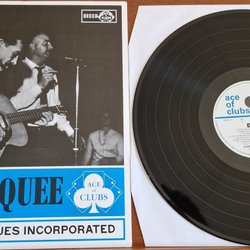 DECCA
QUEE
ACE
OF
CLUBS
UES INCORPORATED
ace
of
clubs